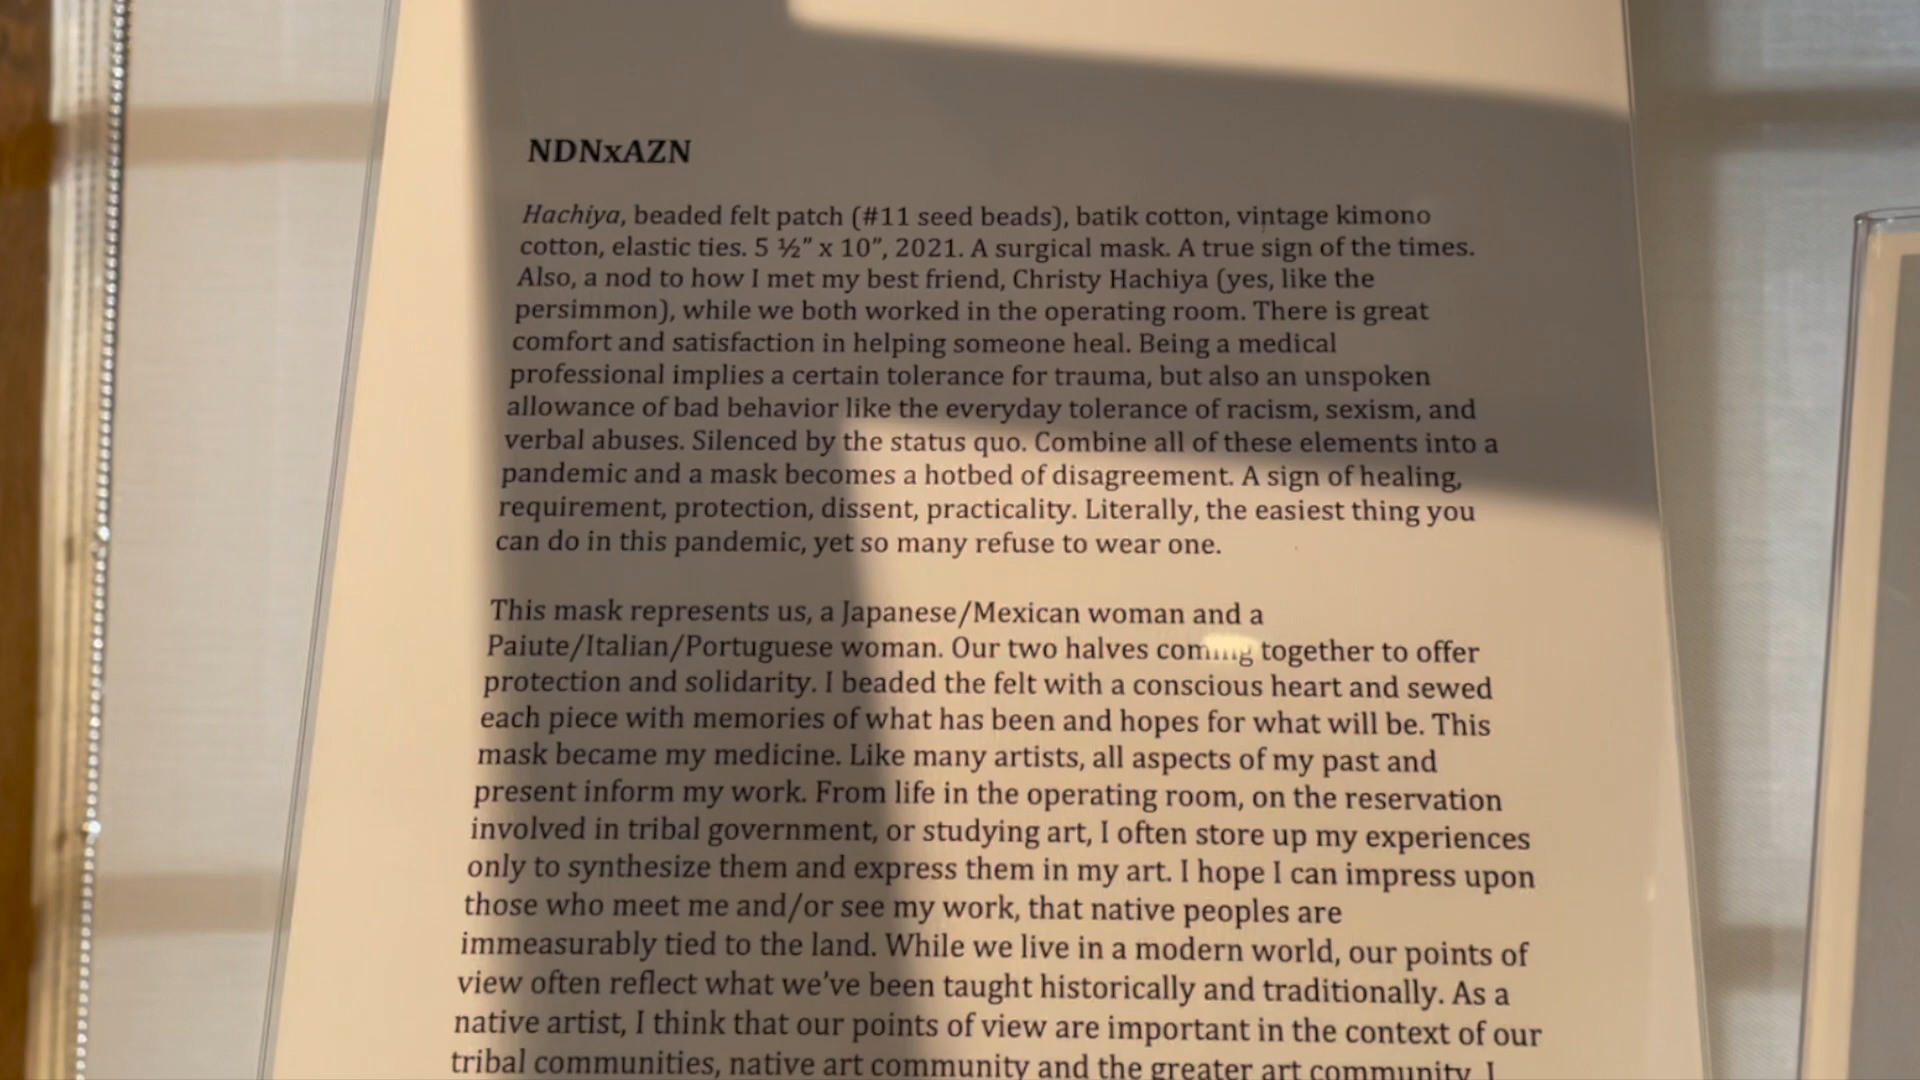 NDNxAZN
Hachiya, beaded felt patch (#11 seed beads), batik cotton, vintage kimono
cotton, elastic ties. 5 ½” x 10”, 2021. A surgical mask. A true sign of the times.
Also, a nod to how I met my best friend, Christy Hachiya (yes, like the
persimmon), while we both worked in the operating room. There is great
comfort and satisfaction in helping someone heal. Being a medical
professional implies a certain tolerance for trauma, but also an unspoken
allowance of bad behavior like the everyday tolerance of racism, sexism, and
verbal abuses. Silenced by the status quo. Combine all of these elements into a
pandemic and a mask becomes a hotbed of disagreement. A sign of healing,
requirement, protection, dissent, practicality. Literally, the easiest thing you
can do in this pandemic, yet so many refuse to wear one.
This mask represents us, a Japanese/Mexican woman and a
Paiute/Italian/Portuguese woman. Our two halves coming together to offer
protection and solidarity. I beaded the felt with a conscious heart and sewed
each piece with memories of what has been and hopes for what will be. This
mask became my medicine. Like many artists, all aspects of my past and
present inform my work. From life in the operating room, on the reservation
involved in tribal government, or studying art, I often store up my experiences
only to synthesize them and express them in my art. I hope I can impress upon
those who meet me and/or see my work, that native peoples are
immeasurably tied to the land. While we live in a modern world, our points of
view often reflect what we’ve been taught historically and traditionally. As a
native artist, I think that our points of view are important in the context of our
tribal communities, native art community and the greater art community. I